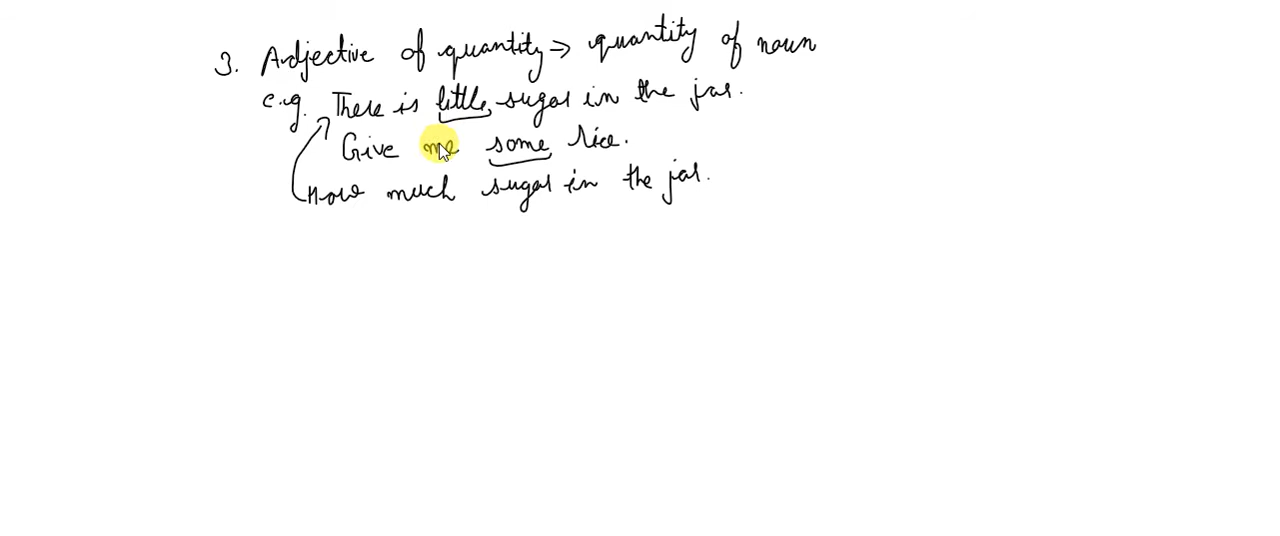 3. Adjective of quantity → quantity of noun
e.g. There is little sugar in the jar.
Give me some rice.
How much sugar in the jar.